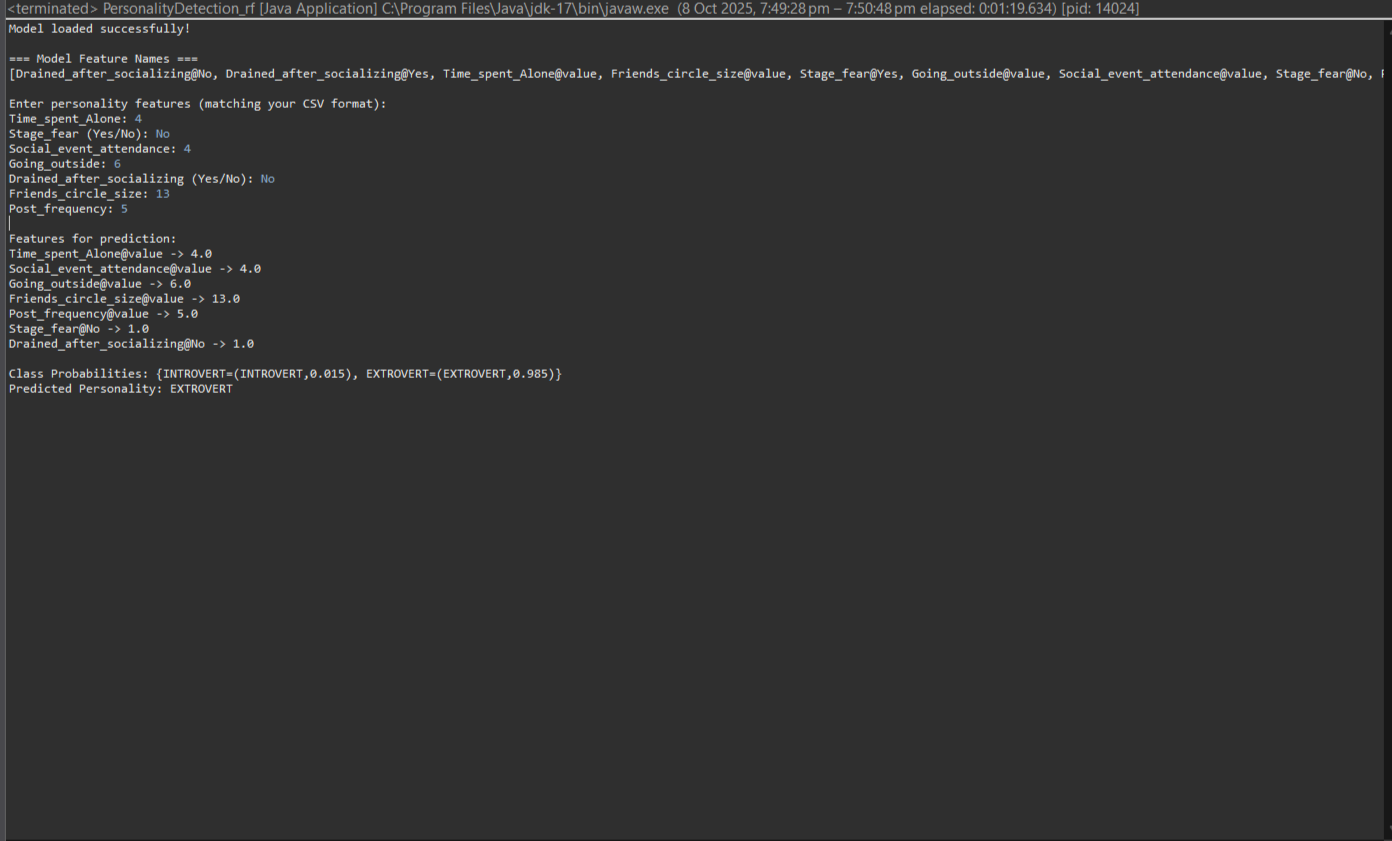 <terminated> PersonalityDetection_rf [Java Application] C:\Program Files\Java\jdk-17\bin\javaw.exe (8 Oct 2025, 7:49:28 pm – 7:50:48 pm elapsed: 0:01:19.634) [pid: 14024]
Model loaded successfully!
=== Model Feature Names ===
[Drained_after_socializing@No, Drained_after_socializing@Yes, Time_spent_Alone@value, Friends_circle_size@value, Stage_fear@Yes, Going_outside@value, Social_event_attendance@value, Stage_fear@No,
Enter personality features (matching your CSV format):
Time_spent_Alone: 4
Stage_fear (Yes/No): No
Social_event_attendance: 4
Going_outside: 6
Drained_after_socializing (Yes/No): No
Friends_circle_size: 13
Post_frequency: 5
Features for prediction:
Time_spent_Alone@value -> 4.0
Social_event_attendance@value -> 4.0
Going_outside@value -> 6.0
Friends_circle_size@value -> 13.0
Post_frequency@value -> 5.0
Stage_fear@No -> 1.0
Drained_after_socializing@No -> 1.0
Class Probabilities: {INTROVERT=(INTROVERT,0.015), EXTROVERT=(EXTROVERT,0.985)}
Predicted Personality: EXTROVERT